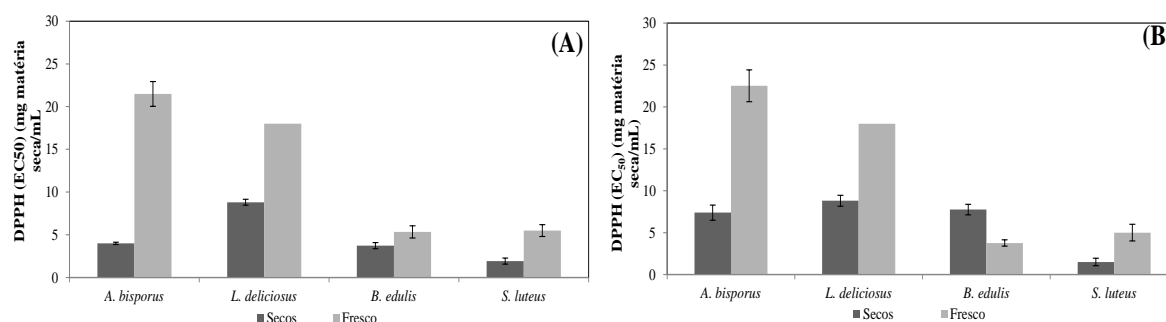 DPPH (EC50) (mg matéria
seca/mL)
30
25
20
15
10
5
0
(A)
A. bisporus L. deliciosus B. edulis S. luteus
Secos Fresco
DPPH (EC₅₀) (mg matéria
seca/mL)
30
25
20
15
10
5
0
(B)
A. bisporus L. deliciosus B. edulis S. luteus
Secos Fresco